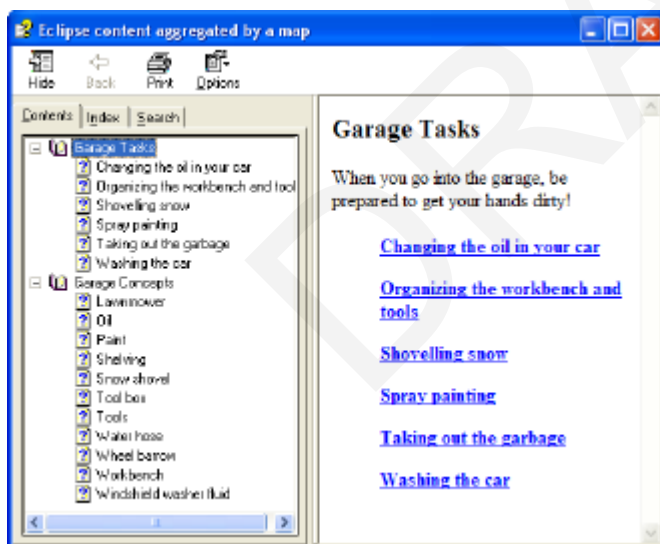 Eclipse content aggregated by a map
Hide Back Print Options
Contents Index Search
Garage Tasks
Changing the oil in your car
Organizing the workbench and tool
Shovelling snow
Spray painting
Taking out the garbage
Washing the car
Garage Concepts
Lawnmower
Oil
Paint
Shelving
Snow shovel
Tool box
Tools
Water hose
Wheel barrow
Workbench
Windshield washer fluid
Garage Tasks
When you go into the garage, be
prepared to get your hands dirty!
Changing the oil in your car
Organizing the workbench and
tools
Shovelling snow
Spray painting
Taking out the garbage
Washing the car